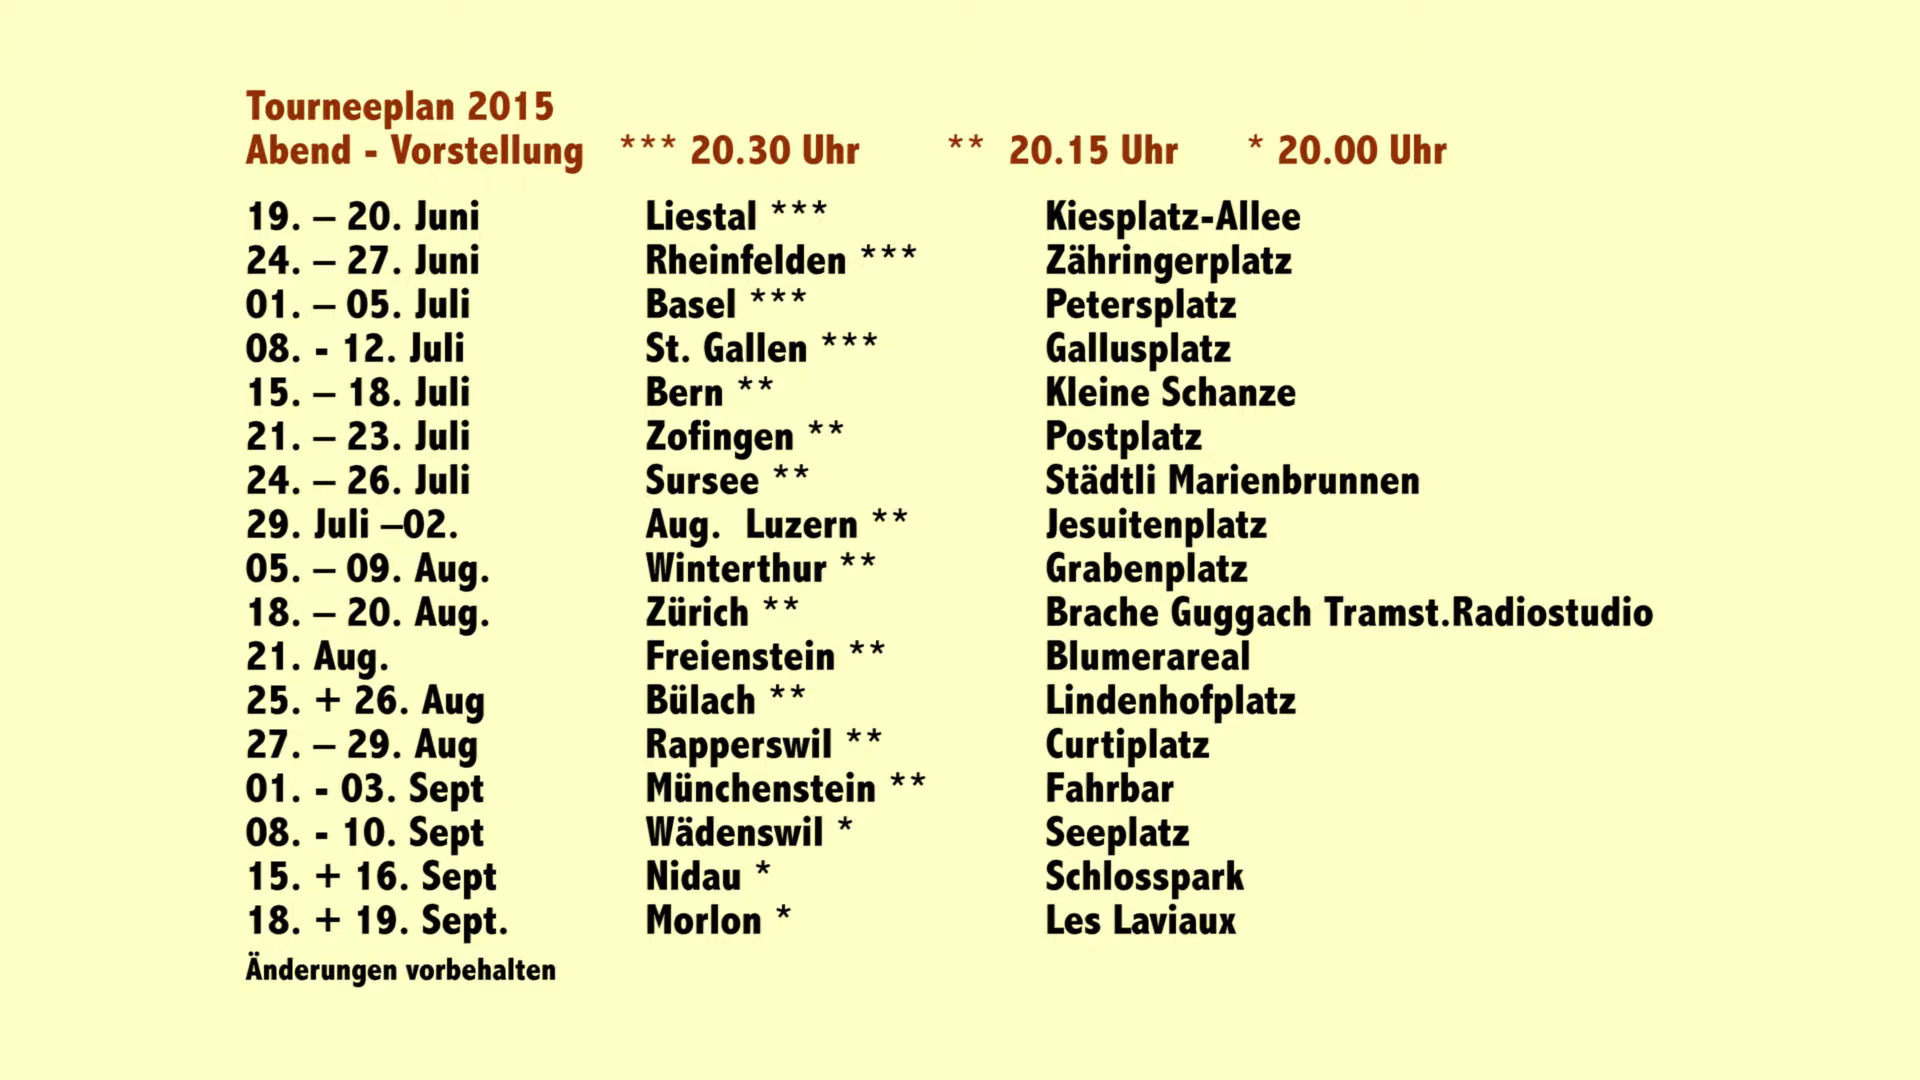 Tourneeplan 2015
Abend - Vorstellung *** 20.30 Uhr ** 20.15 Uhr * 20.00 Uhr
19. – 20. Juni Liestal *** Kiesplatz-Allee
24. – 27. Juni Rheinfelden *** Zähringerplatz
01. – 05. Juli Basel *** Petersplatz
08. - 12. Juli St. Gallen *** Gallusplatz
15. – 18. Juli Bern ** Kleine Schanze
21. – 23. Juli Zofingen ** Postplatz
24. – 26. Juli Sursee ** Städtli Marienbrunnen
29. Juli –02. Aug. Luzern ** Jesuitenplatz
05. – 09. Aug. Winterthur ** Grabenplatz
18. – 20. Aug. Zürich ** Brache Guggach Tramst.Radiostudio
21. Aug. Freienstein ** Blumerareal
25. + 26. Aug Bülach ** Lindenhofplatz
27. – 29. Aug Rapperswil ** Curtiplatz
01. - 03. Sept Münchenstein ** Fahrbar
08. - 10. Sept Wädenswil * Seeplatz
15. + 16. Sept Nidau * Schlosspark
18. + 19. Sept. Morlon * Les Laviaux
Änderungen vorbehalten